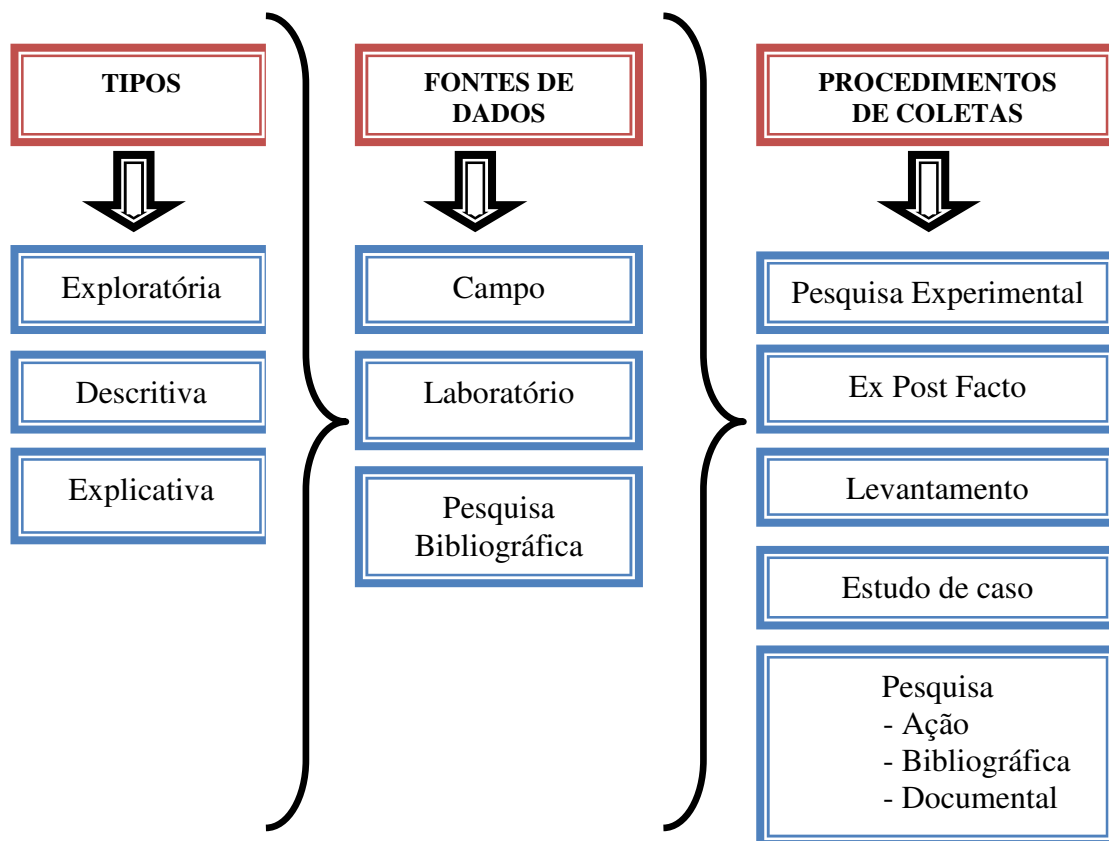 TIPOS
Exploratória
Descritiva
Explicativa
FONTES DE
DADOS
Campo
Laboratório
Pesquisa
Bibliográfica
PROCEDIMENTOS
DE COLETAS
Pesquisa Experimental
Ex Post Facto
Levantamento
Estudo de caso
Pesquisa
- Ação
- Bibliográfica
- Documental